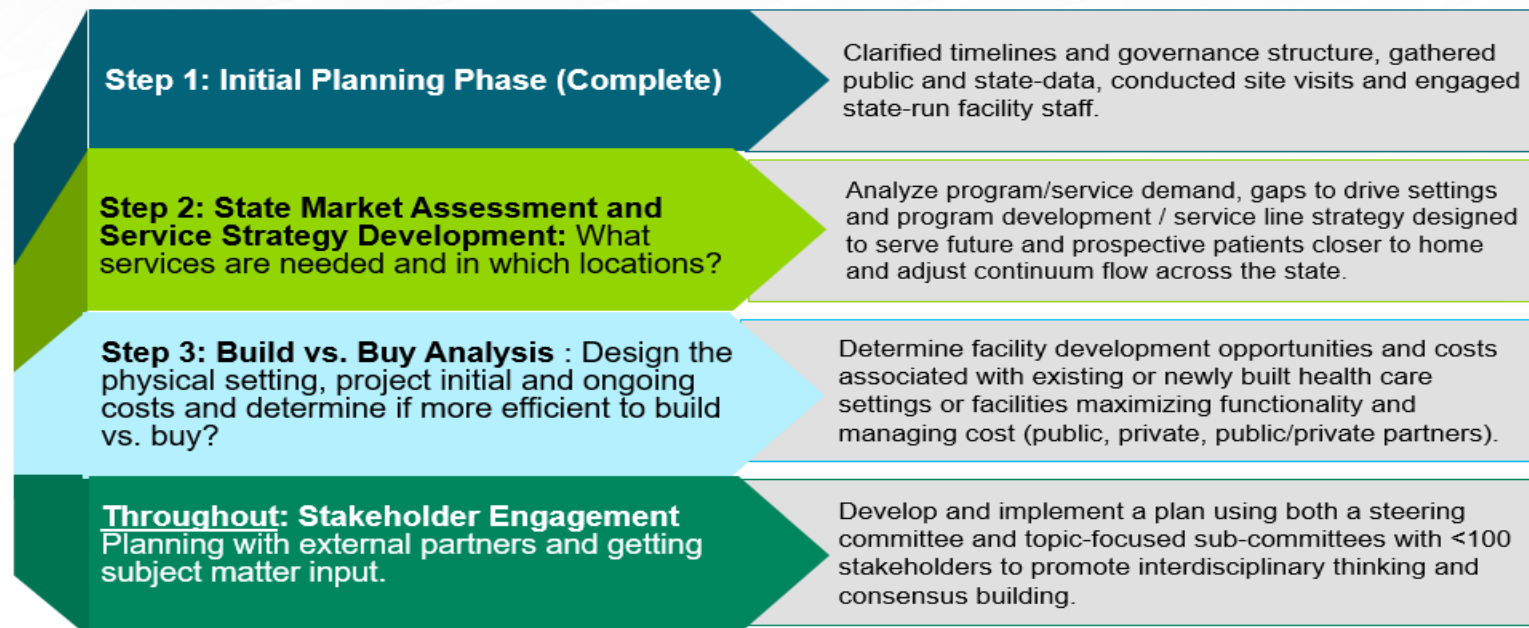 Step 1: Initial Planning Phase (Complete)
Clarified timelines and governance structure, gathered
public and state-data, conducted site visits and engaged
state-run facility staff.
Step 2: State Market Assessment and
Service Strategy Development: What
services are needed and in which locations?
Analyze program/service demand, gaps to drive settings
and program development / service line strategy designed
to serve future and prospective patients closer to home
and adjust continuum flow across the state.
Step 3: Build vs. Buy Analysis : Design the
physical setting, project initial and ongoing
costs and determine if more efficient to build
vs. buy?
Determine facility development opportunities and costs
associated with existing or newly built health care
settings or facilities maximizing functionality and
managing cost (public, private, public/private partners).
Throughout: Stakeholder Engagement
Planning with external partners and getting
subject matter input.
Develop and implement a plan using both a steering
committee and topic-focused sub-committees with <100
stakeholders to promote interdisciplinary thinking and
consensus building.